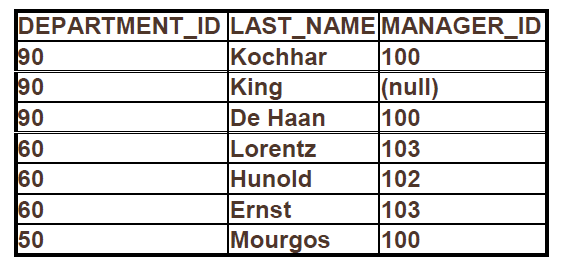 DEPARTMENT_ID LAST_NAME MANAGER_ID
90 Kochhar 100
90 King (null)
90 De Haan 100
60 Lorentz 103
60 Hunold 102
60 Ernst 103
50 Mourgos 100